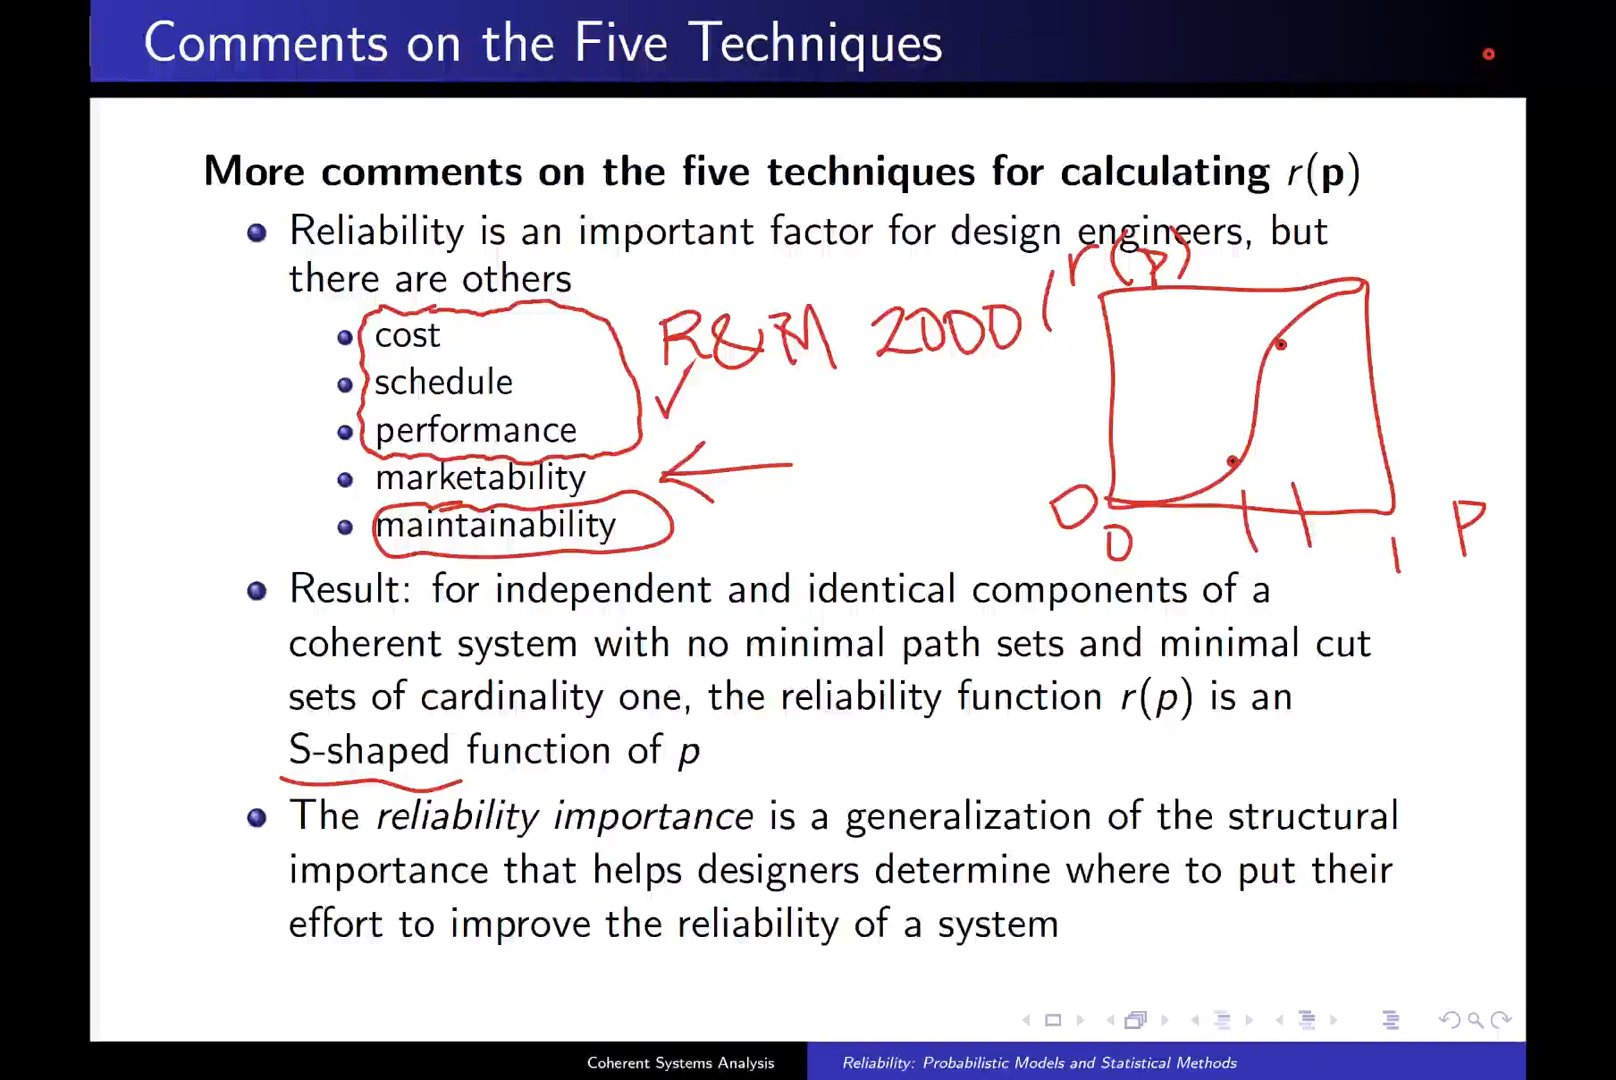 Comments on the Five Techniques
More comments on the five techniques for calculating r(p)
Reliability is an important factor for design engineers, but
there are others
r(p)
cost
R&M 2000
1
schedule
performance
marketability
maintainability
0
0
1
P
Result: for independent and identical components of a
coherent system with no minimal path sets and minimal cut
sets of cardinality one, the reliability function r(p) is an
S-shaped function of p
The reliability importance is a generalization of the structural
importance that helps designers determine where to put their
effort to improve the reliability of a system
Coherent Systems Analysis
Reliability: Probabilistic Models and Statistical Methods